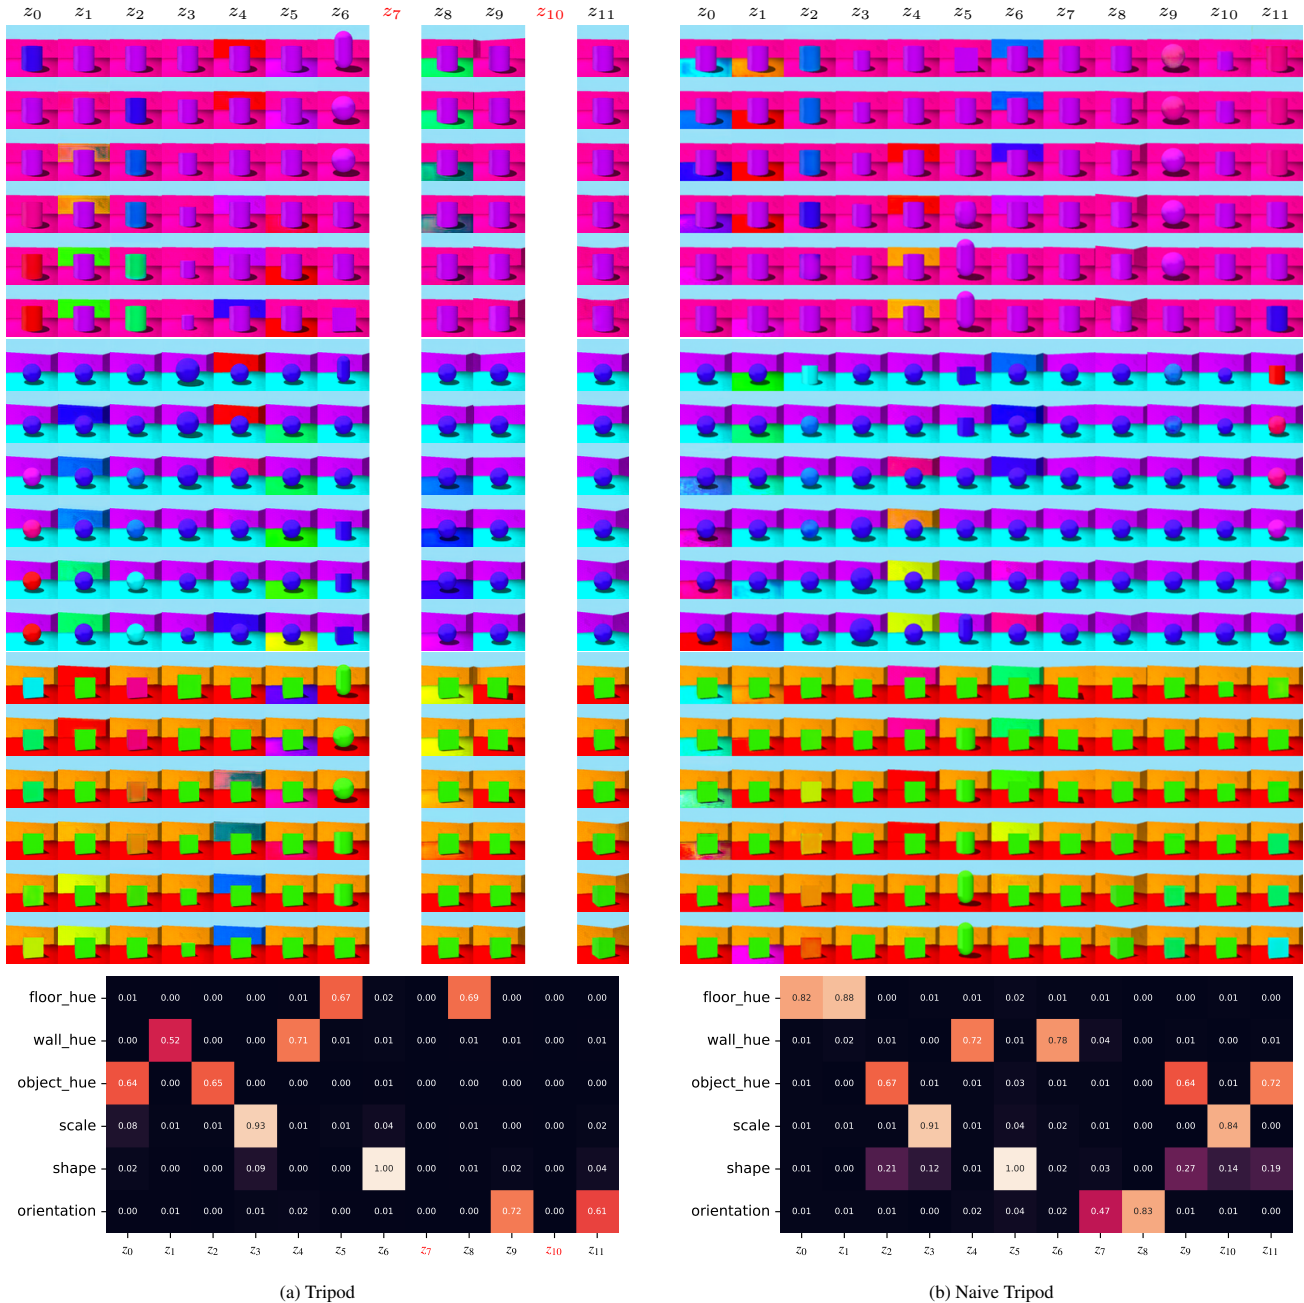 z0 z1 z2 z3 z4 z5 z6 z7 z8 z9 z10 z11
z0 z1 z2 z3 z4 z5 z6 z7 z8 z9 z10 z11
floor_hue 0.01 0.00 0.00 0.00 0.01 0.67 0.02 0.00 0.69 0.00 0.00 0.00
wall_hue 0.00 0.52 0.00 0.00 0.71 0.01 0.01 0.00 0.00 0.01 0.00 0.01
object_hue 0.64 0.00 0.65 0.00 0.00 0.00 0.01 0.00 0.00 0.00 0.00 0.00
scale 0.08 0.01 0.01 0.93 0.01 0.01 0.04 0.00 0.00 0.00 0.00 0.02
shape 0.02 0.00 0.00 0.09 0.00 0.00 1.00 0.00 0.01 0.02 0.00 0.04
orientation 0.00 0.01 0.00 0.01 0.02 0.00 0.01 0.00 0.00 0.72 0.00 0.61
z0 z1 z2 z3 z4 z5 z6 z7 z8 z9 z10 z11
(a) Tripod
floor_hue 0.82 0.88 0.00 0.01 0.01 0.02 0.01 0.01 0.00 0.00 0.01 0.00
wall_hue 0.01 0.02 0.01 0.00 0.72 0.01 0.78 0.04 0.00 0.01 0.00 0.01
object_hue 0.01 0.00 0.67 0.01 0.01 0.03 0.01 0.01 0.00 0.64 0.01 0.72
scale 0.01 0.00 0.01 0.91 0.01 0.04 0.02 0.01 0.00 0.00 0.84 0.00
shape 0.01 0.00 0.21 0.12 0.01 1.00 0.02 0.03 0.00 0.27 0.14 0.19
orientation 0.01 0.01 0.01 0.01 0.02 0.04 0.02 0.47 0.83 0.01 0.01 0.00
z0 z1 z2 z3 z4 z5 z6 z7 z8 z9 z10 z11
(b) Naive Tripod